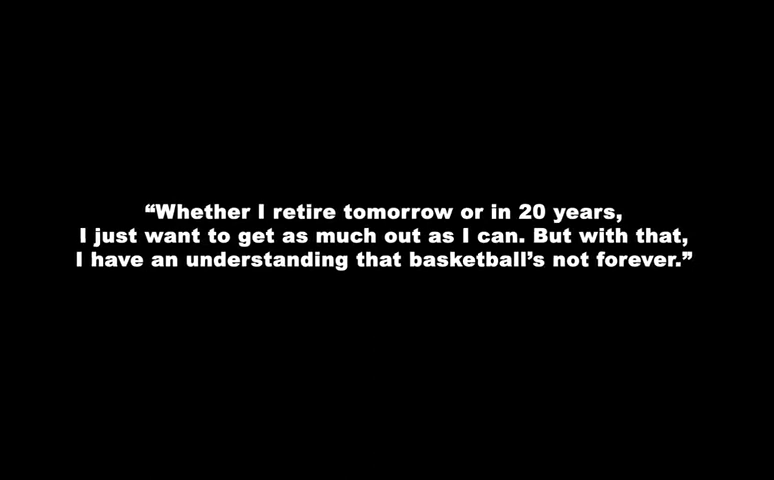 “Whether I retire tomorrow or in 20 years,
I just want to get as much out as I can. But with that,
I have an understanding that basketball’s not forever.”